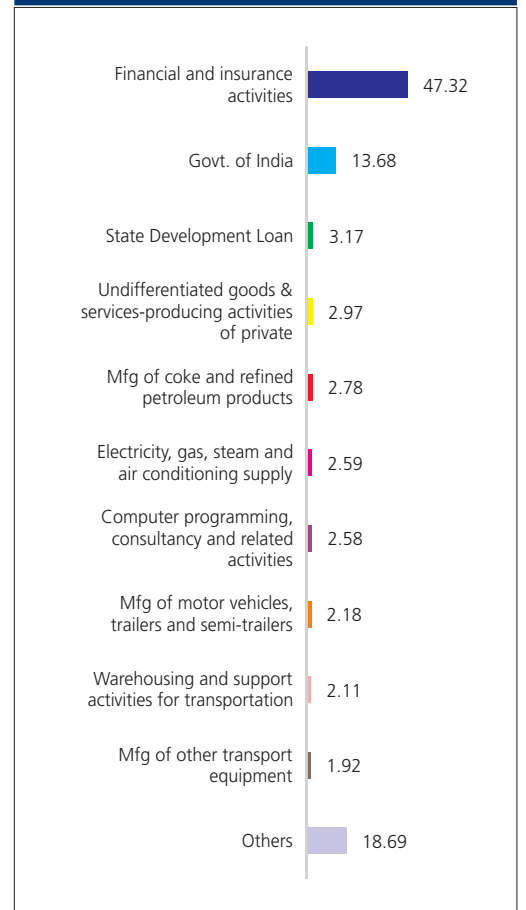 Financial and insurance
activities
47.32
Govt. of India
13.68
State Development Loan
3.17
Undifferentiated goods &
services-producing activities
of private
2.97
Mfg of coke and refined
petroleum products
2.78
Electricity, gas, steam and
air conditioning supply
2.59
Computer programming,
consultancy and related
activities
2.58
Mfg of motor vehicles,
trailers and semi-trailers
2.18
Warehousing and support
activities for transportation
2.11
Mfg of other transport
equipment
1.92
Others
18.69